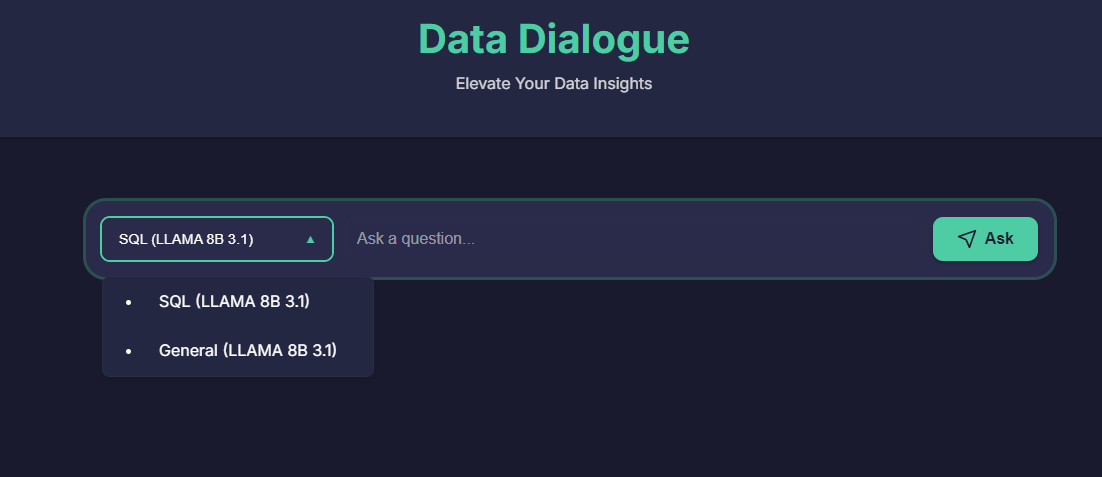 Data Dialogue
Elevate Your Data Insights
SQL (LLAMA 8B 3.1) ▲ Ask a question... Ask
• SQL (LLAMA 8B 3.1)
• General (LLAMA 8B 3.1)